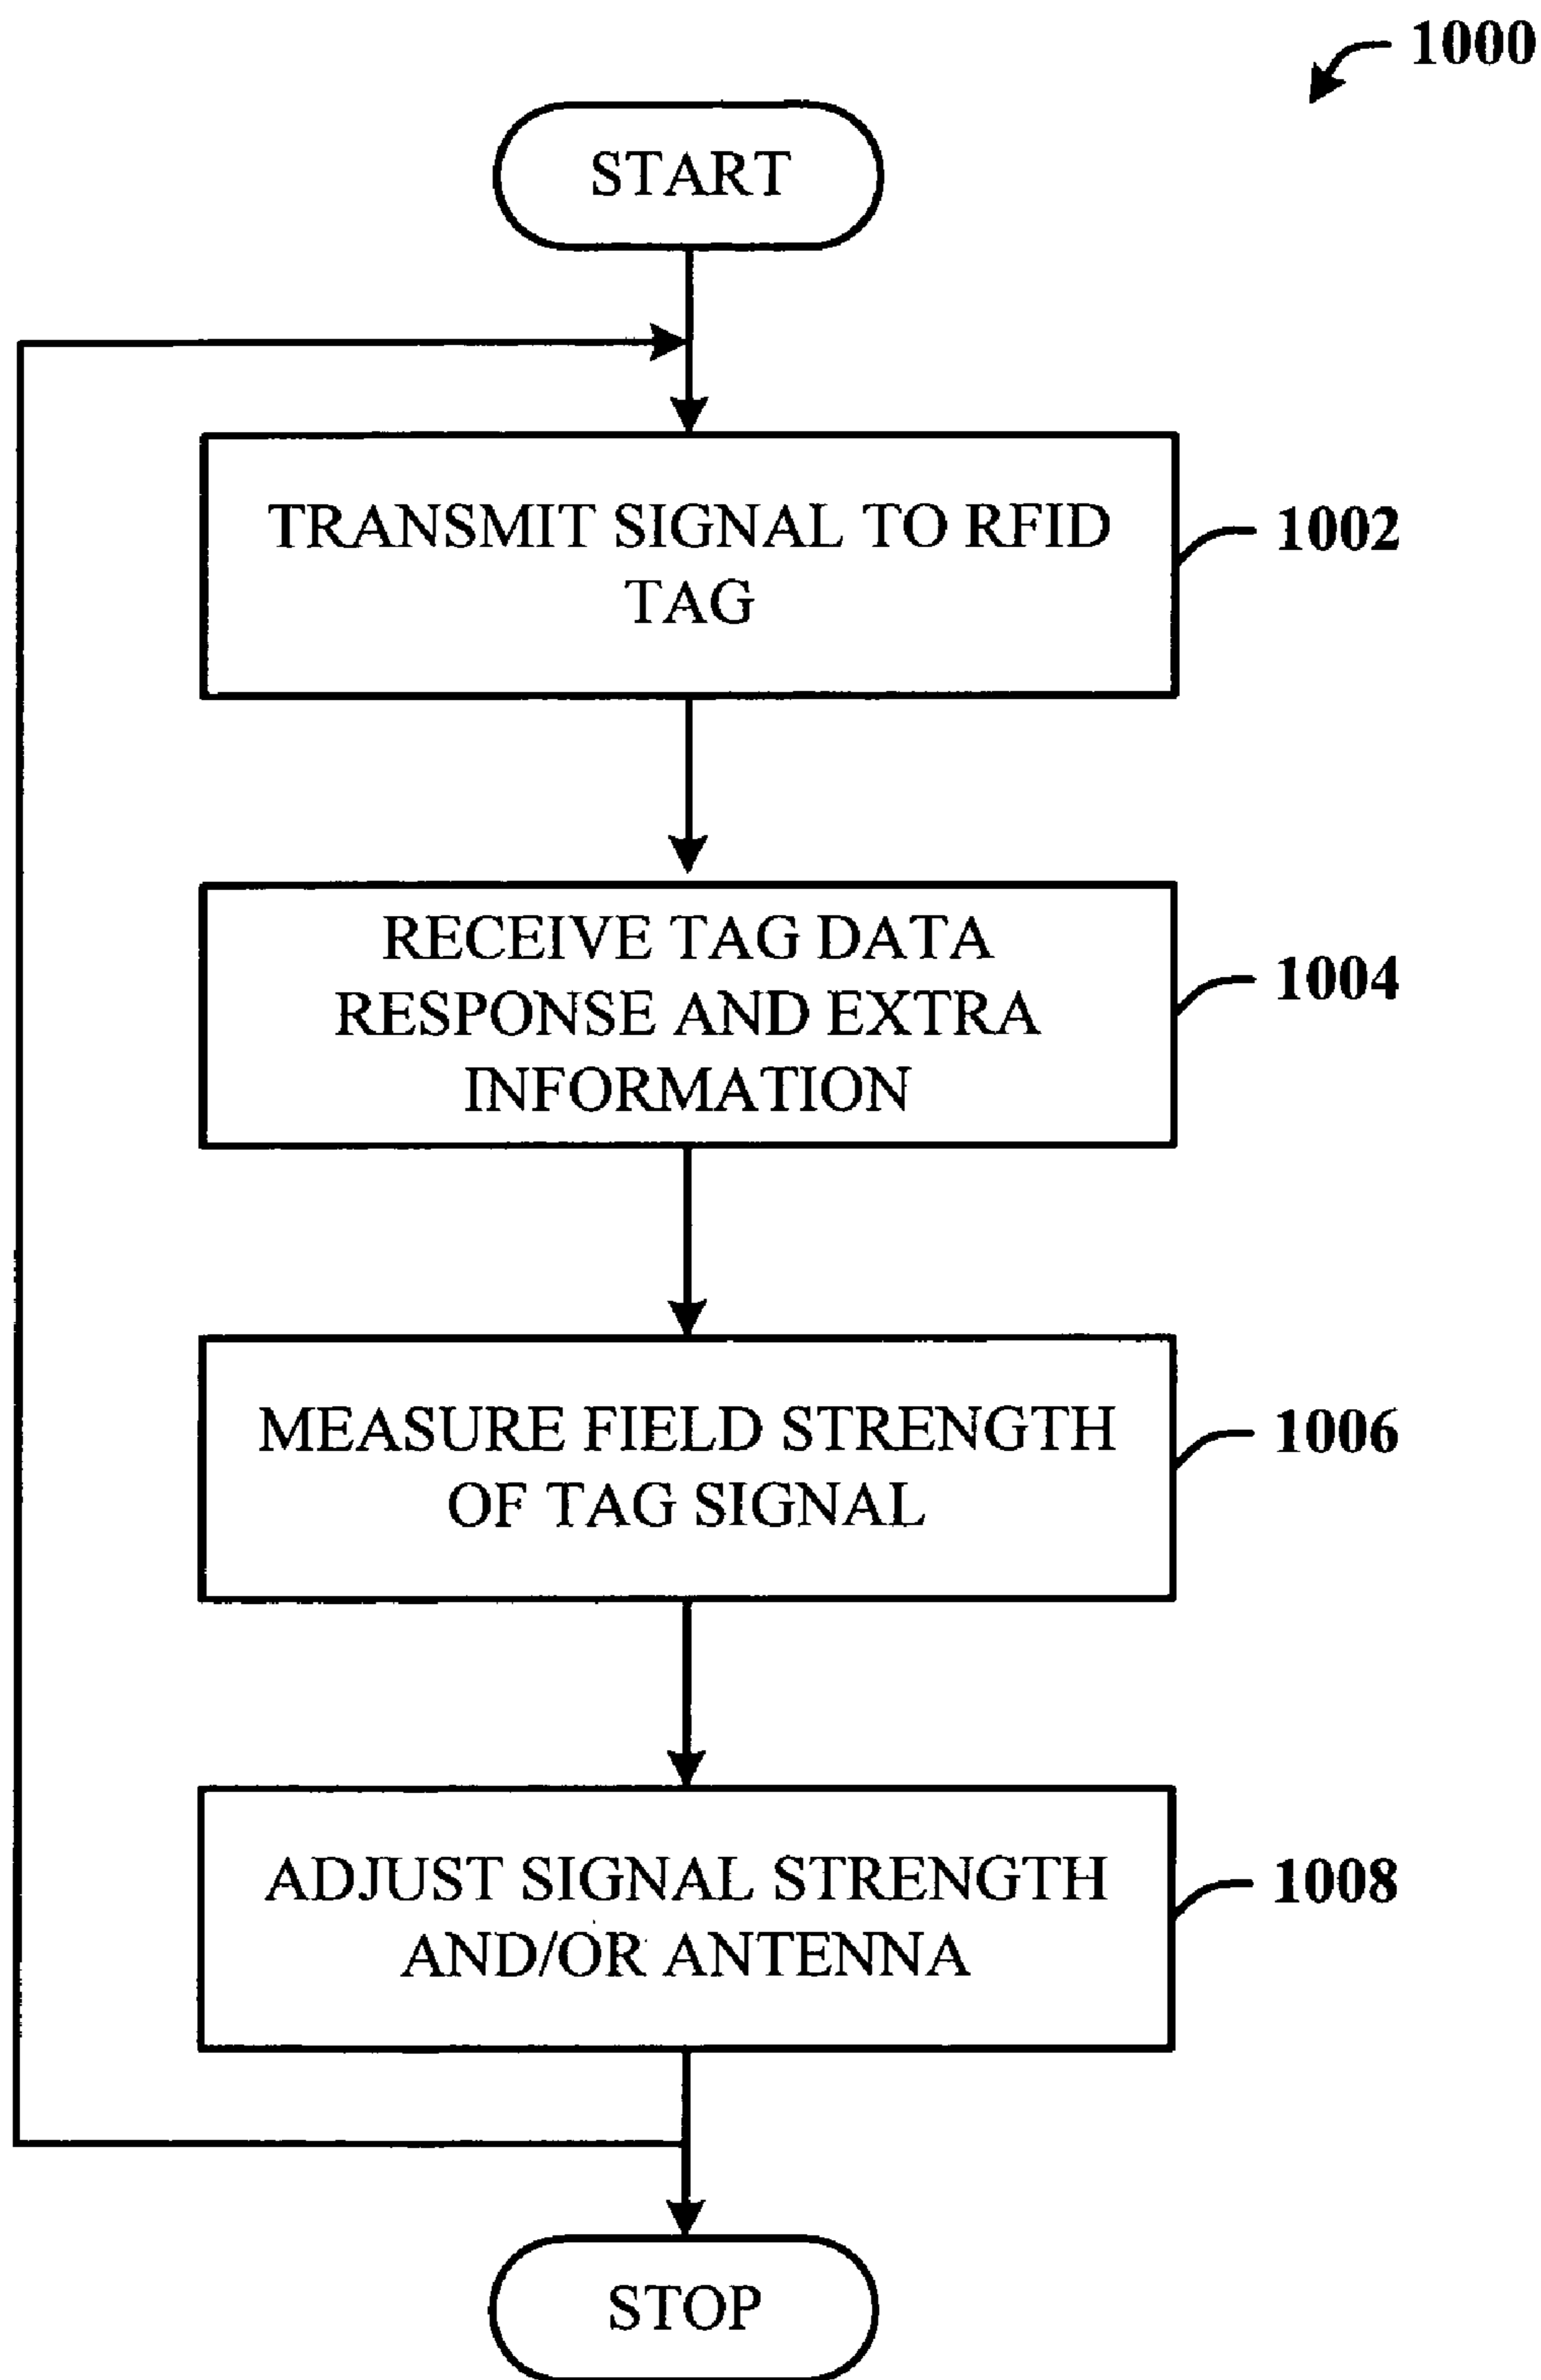 1000
START
TRANSMIT SIGNAL TO RFID
TAG
1002
RECEIVE TAG DATA
RESPONSE AND EXTRA
INFORMATION
1004
MEASURE FIELD STRENGTH
OF TAG SIGNAL
1006
ADJUST SIGNAL STRENGTH
AND/OR ANTENNA
1008
STOP